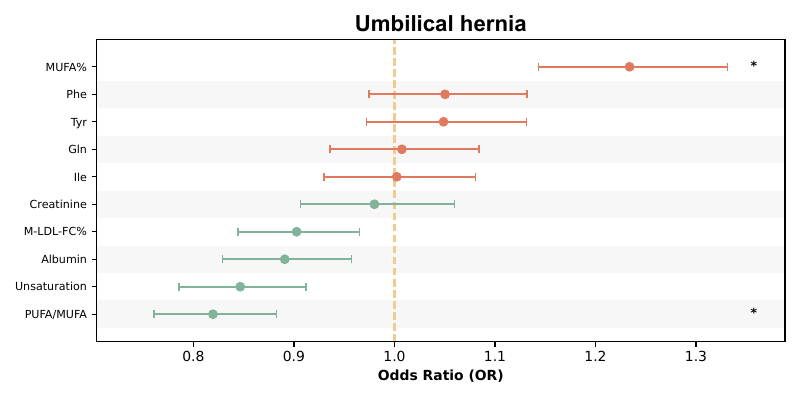 Umbilical hernia
MUFA% *
Phe
Tyr
Gln
Ile
Creatinine
M-LDL-FC%
Albumin
Unsaturation
PUFA/MUFA *
0.8 0.9 1.0 1.1 1.2 1.3
Odds Ratio (OR)